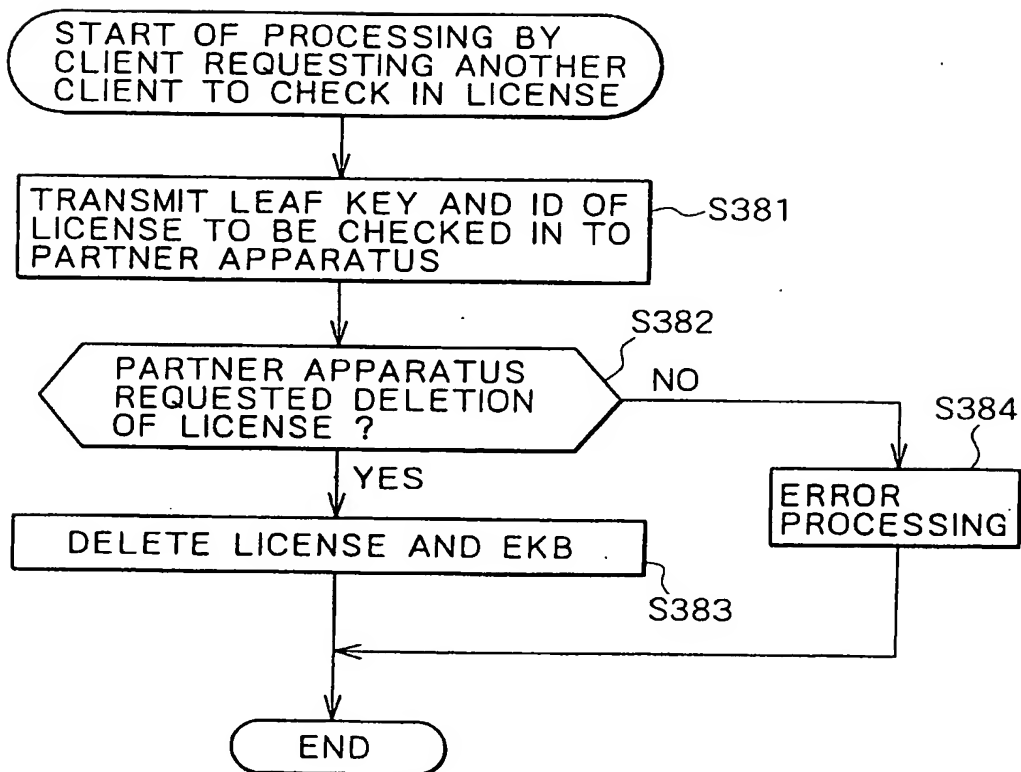 START OF PROCESSING BY
CLIENT REQUESTING ANOTHER
CLIENT TO CHECK IN LICENSE
TRANSMIT LEAF KEY AND ID OF
LICENSE TO BE CHECKED IN TO
PARTNER APPARATUS
S381
S382
PARTNER APPARATUS
REQUESTED DELETION
OF LICENSE ?
NO
S384
YES
ERROR
PROCESSING
DELETE LICENSE AND EKB
S383
END